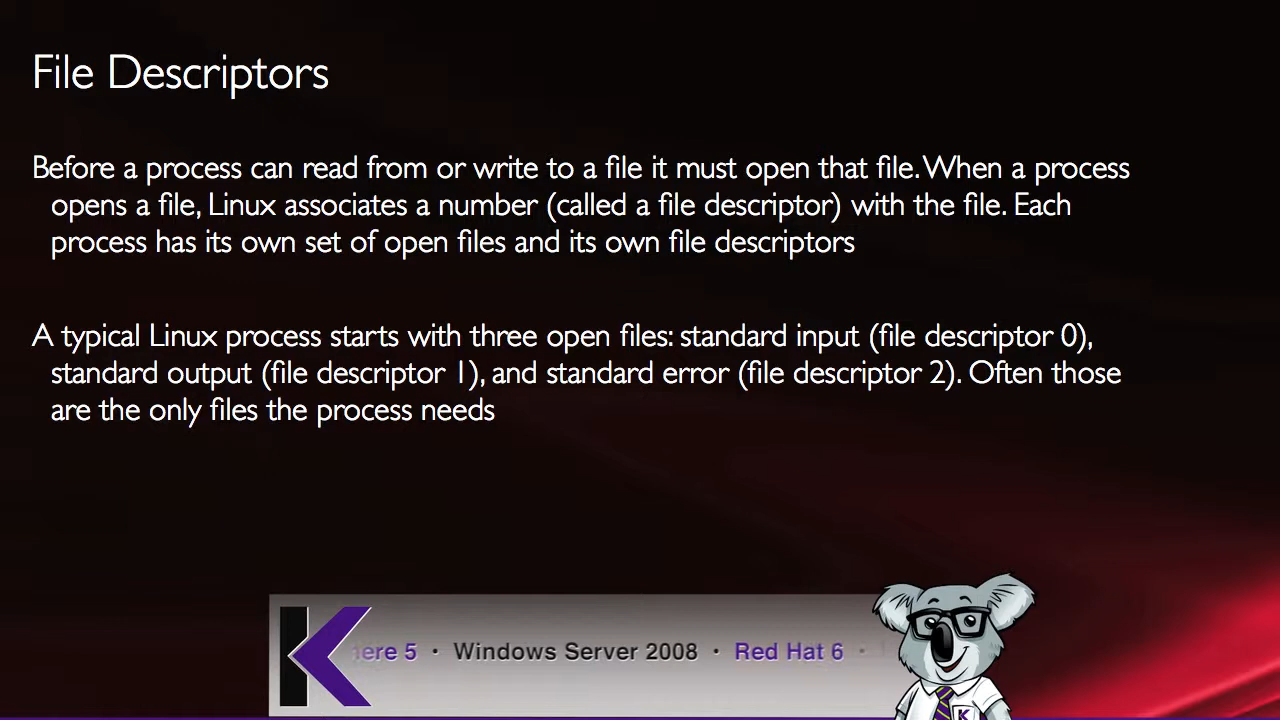 File Descriptors
Before a process can read from or write to a file it must open that file. When a process
opens a file, Linux associates a number (called a file descriptor) with the file. Each
process has its own set of open files and its own file descriptors
A typical Linux process starts with three open files: standard input (file descriptor 0),
standard output (file descriptor 1), and standard error (file descriptor 2). Often those
are the only files the process needs
K ere 5 · Windows Server 2008 · Red Hat 6 ·
K